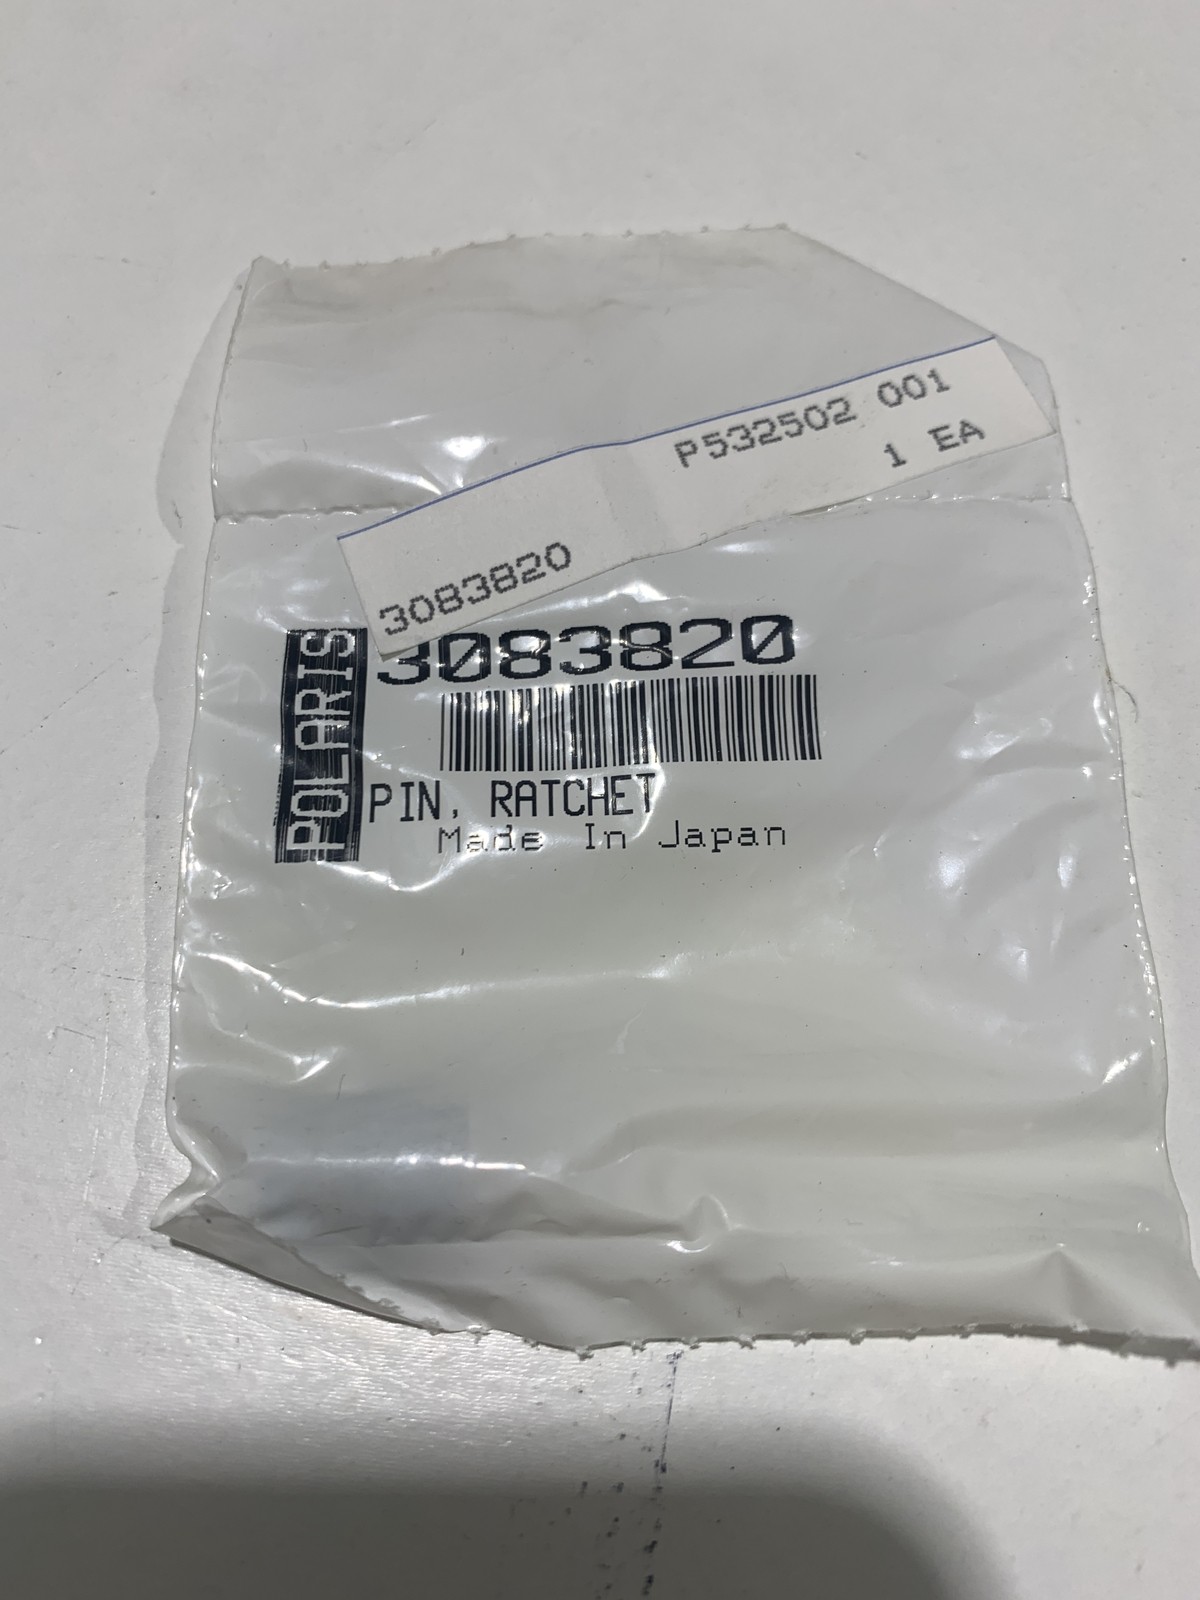 P532502 001
1 EA
3083820
3083820
POLARIS
PIN, RATCHET
Made In Japan